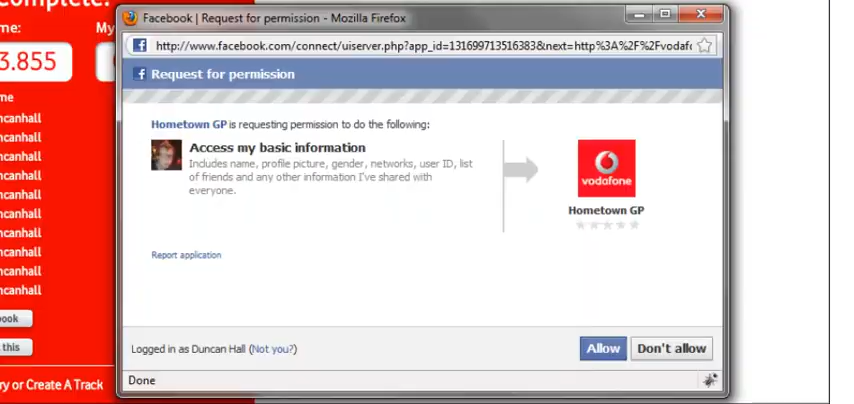 Complete!
me:
My
3.855
me
ncanhall
ncanhall
ncanhall
ncanhall
ncanhall
ncanhall
ncanhall
ncanhall
ncanhall
ncanhall
ook
this
ry or Create A Track
Facebook | Request for permission - Mozilla Firefox
http://www.facebook.com/connect/uiserver.php?app_id=131699713516383&next=http%3A%2F%2Fvodafo
Request for permission
Hometown GP is requesting permission to do the following:
Access my basic information
Includes name, profile picture, gender, networks, user ID, list
of friends and any other information I've shared with
everyone.
vodafone
Hometown GP
Report application
Logged in as Duncan Hall (Not you?)
Allow
Don't allow
Done